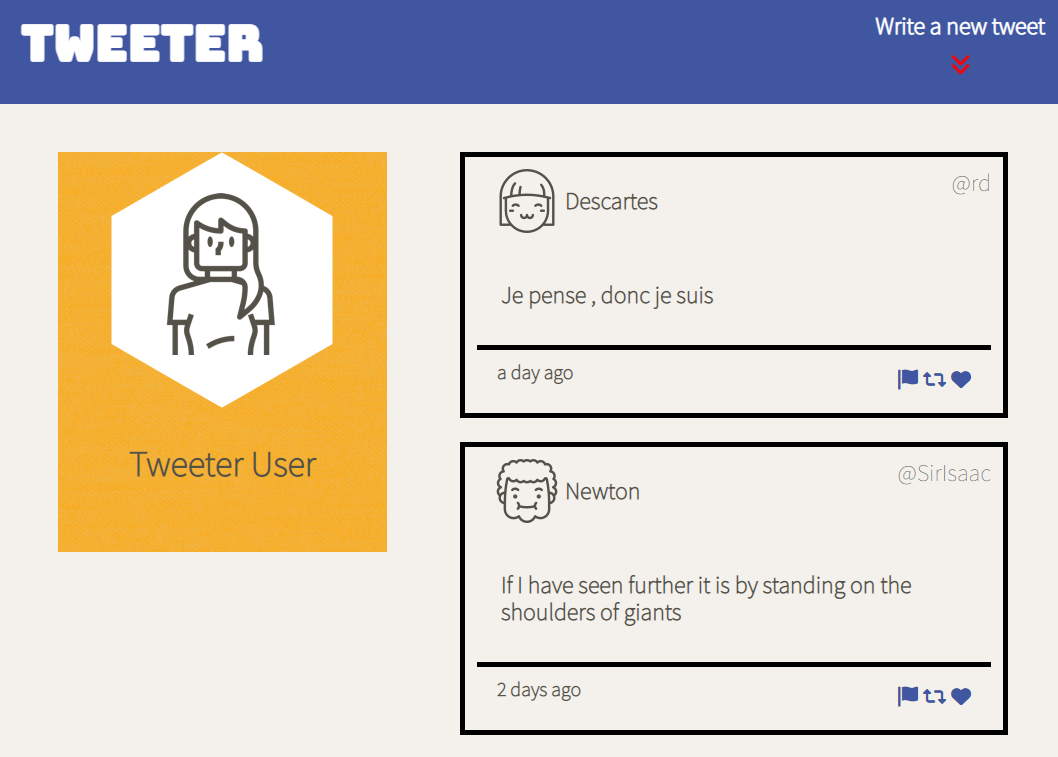 TWEETER
Write a new tweet
Tweeter User
Descartes
@rd
Je pense , donc je suis
a day ago
Newton
@SirIsaac
If I have seen further it is by standing on the
shoulders of giants
2 days ago